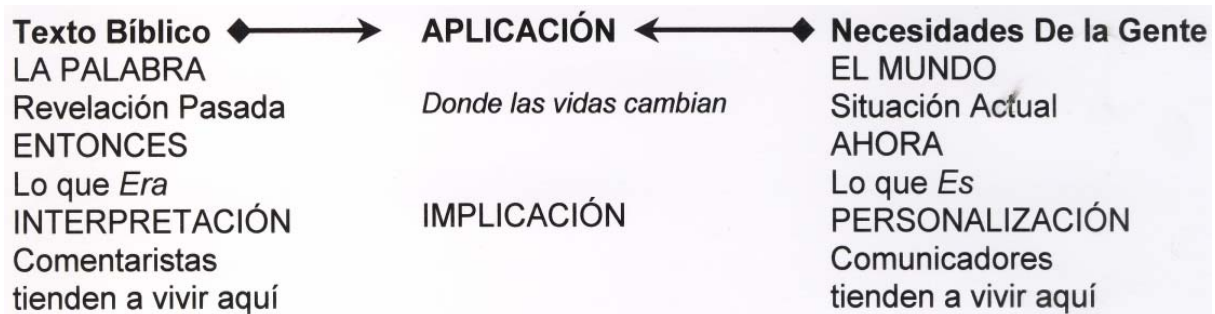 Texto Bíblico
LA PALABRA
Revelación Pasada
ENTONCES
Lo que Era
INTERPRETACIÓN
Comentaristas
tienden a vivir aquí
APLICACIÓN
Donde las vidas cambian
IMPLICACIÓN
Necesidades De la Gente
EL MUNDO
Situación Actual
AHORA
Lo que Es
PERSONALIZACIÓN
Comunicadores
tienden a vivir aquí